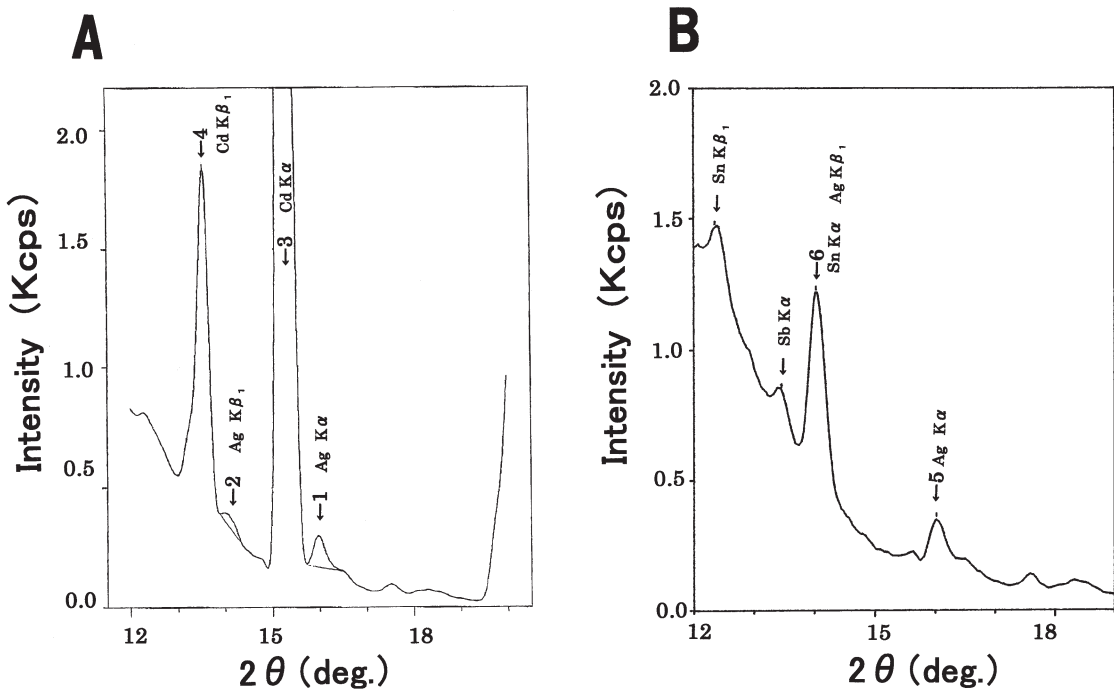 A
Intensity (Kcps)
2.0
1.5
1.0
0.5
0.0
←4 Cd Kβ1
←2 Ag Kβ1
←3 Cd Kα
←1 Ag Kα
12
15
18
2θ (deg.)
B
Intensity (Kcps)
2.0
1.5
1.0
0.5
0.0
← Sn Kβ1
← Sb Kα
←6
Sn Kα Ag Kβ1
←5 Ag Kα
12
15
18
2θ (deg.)